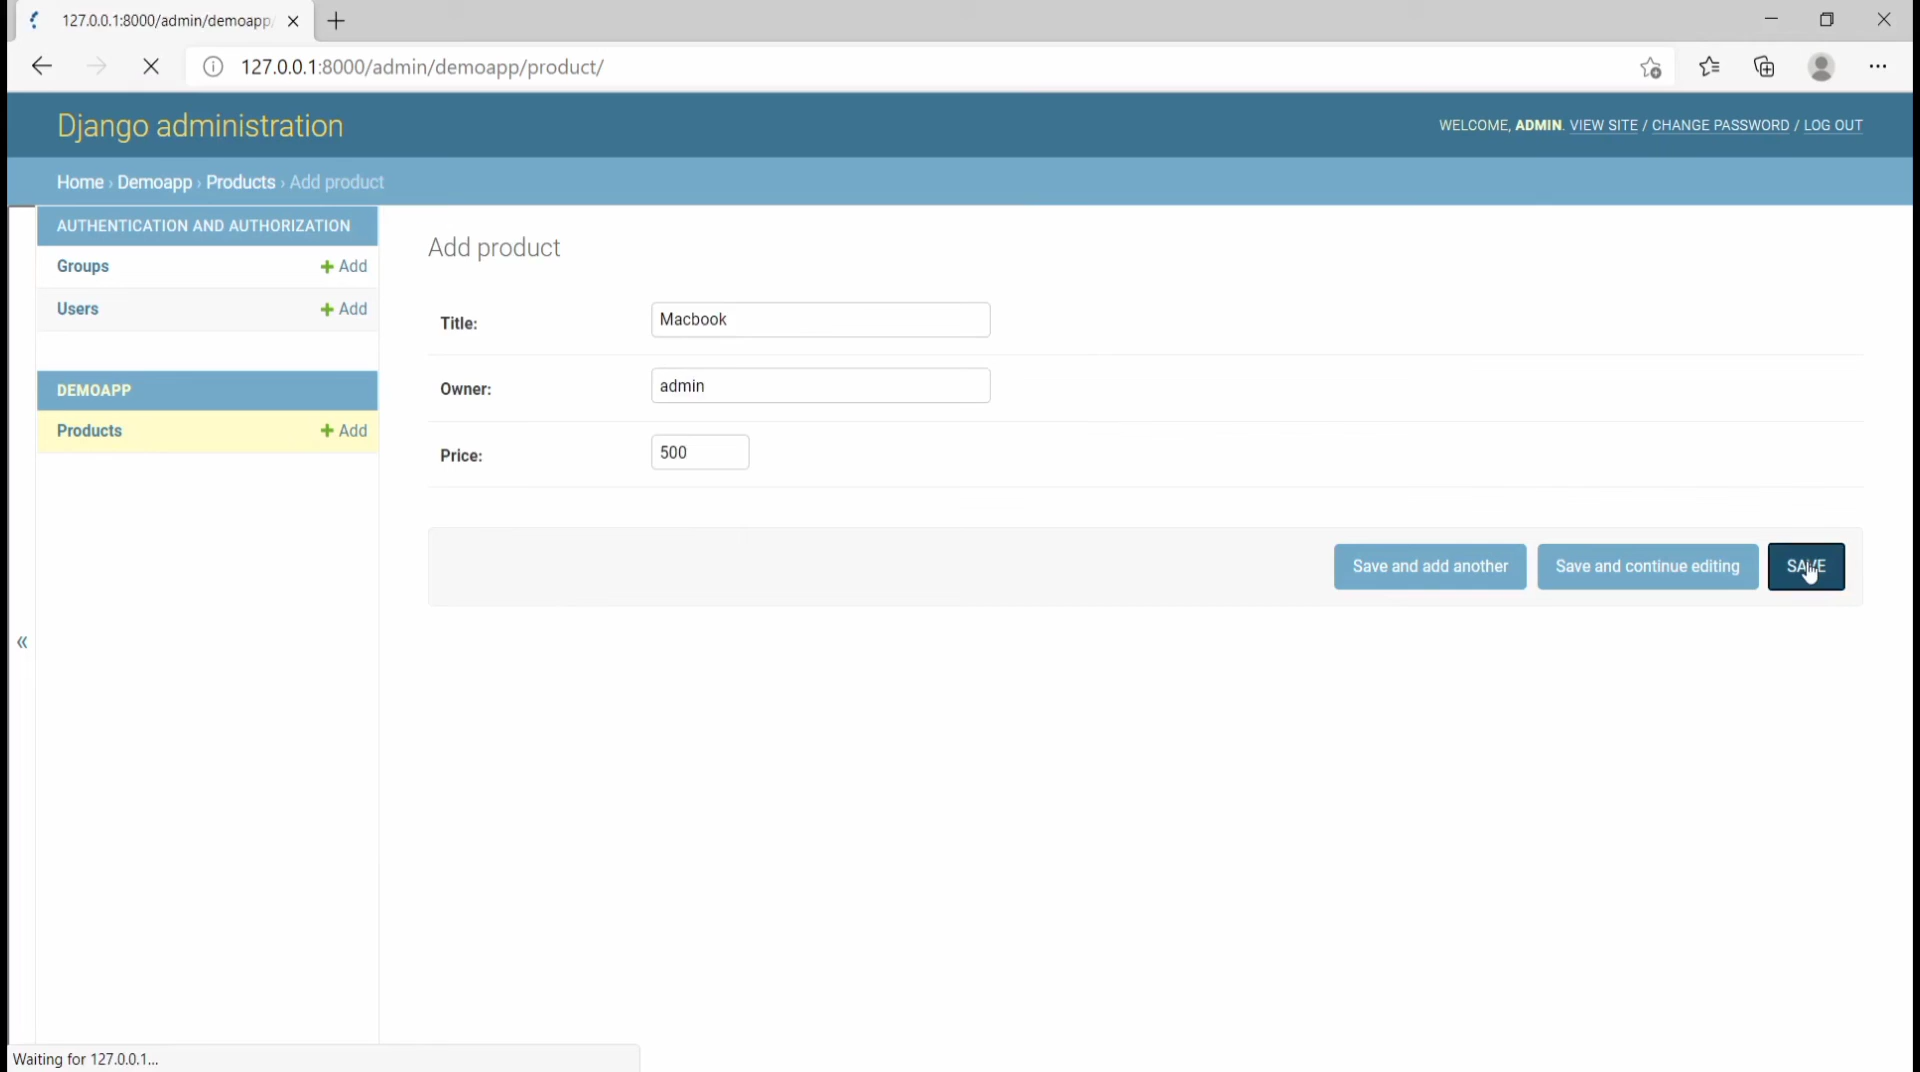 127.0.0.1:8000/admin/demoapp
127.0.0.1:8000/admin/demoapp/product/
Django administration
WELCOME, ADMIN. VIEW SITE / CHANGE PASSWORD / LOG OUT
Home › Demoapp › Products › Add product
AUTHENTICATION AND AUTHORIZATION
Groups + Add
Users + Add
DEMOAPP
Products + Add
«
Add product
Title: Macbook
Owner: admin
Price: 500
Save and add another Save and continue editing SAVE
Waiting for 127.0.0.1...